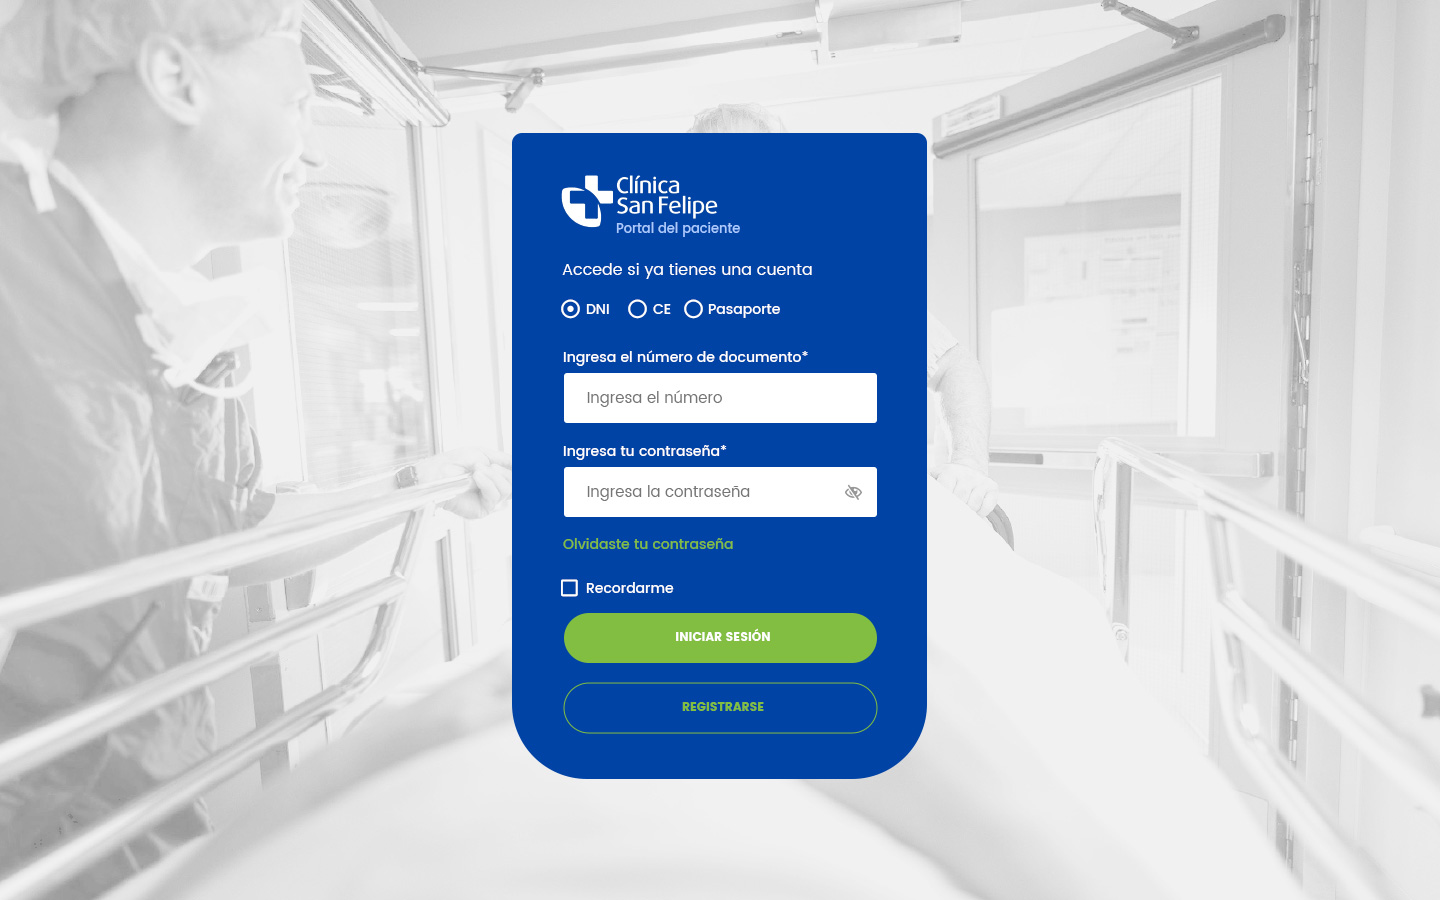 Clínica
San Felipe
Portal del paciente
Accede si ya tienes una cuenta
DNI CE Pasaporte
Ingresa el número de documento*
Ingresa el número
Ingresa tu contraseña*
Ingresa la contraseña
Olvidaste tu contraseña
Recordarme
INICIAR SESIÓN
REGISTRARSE